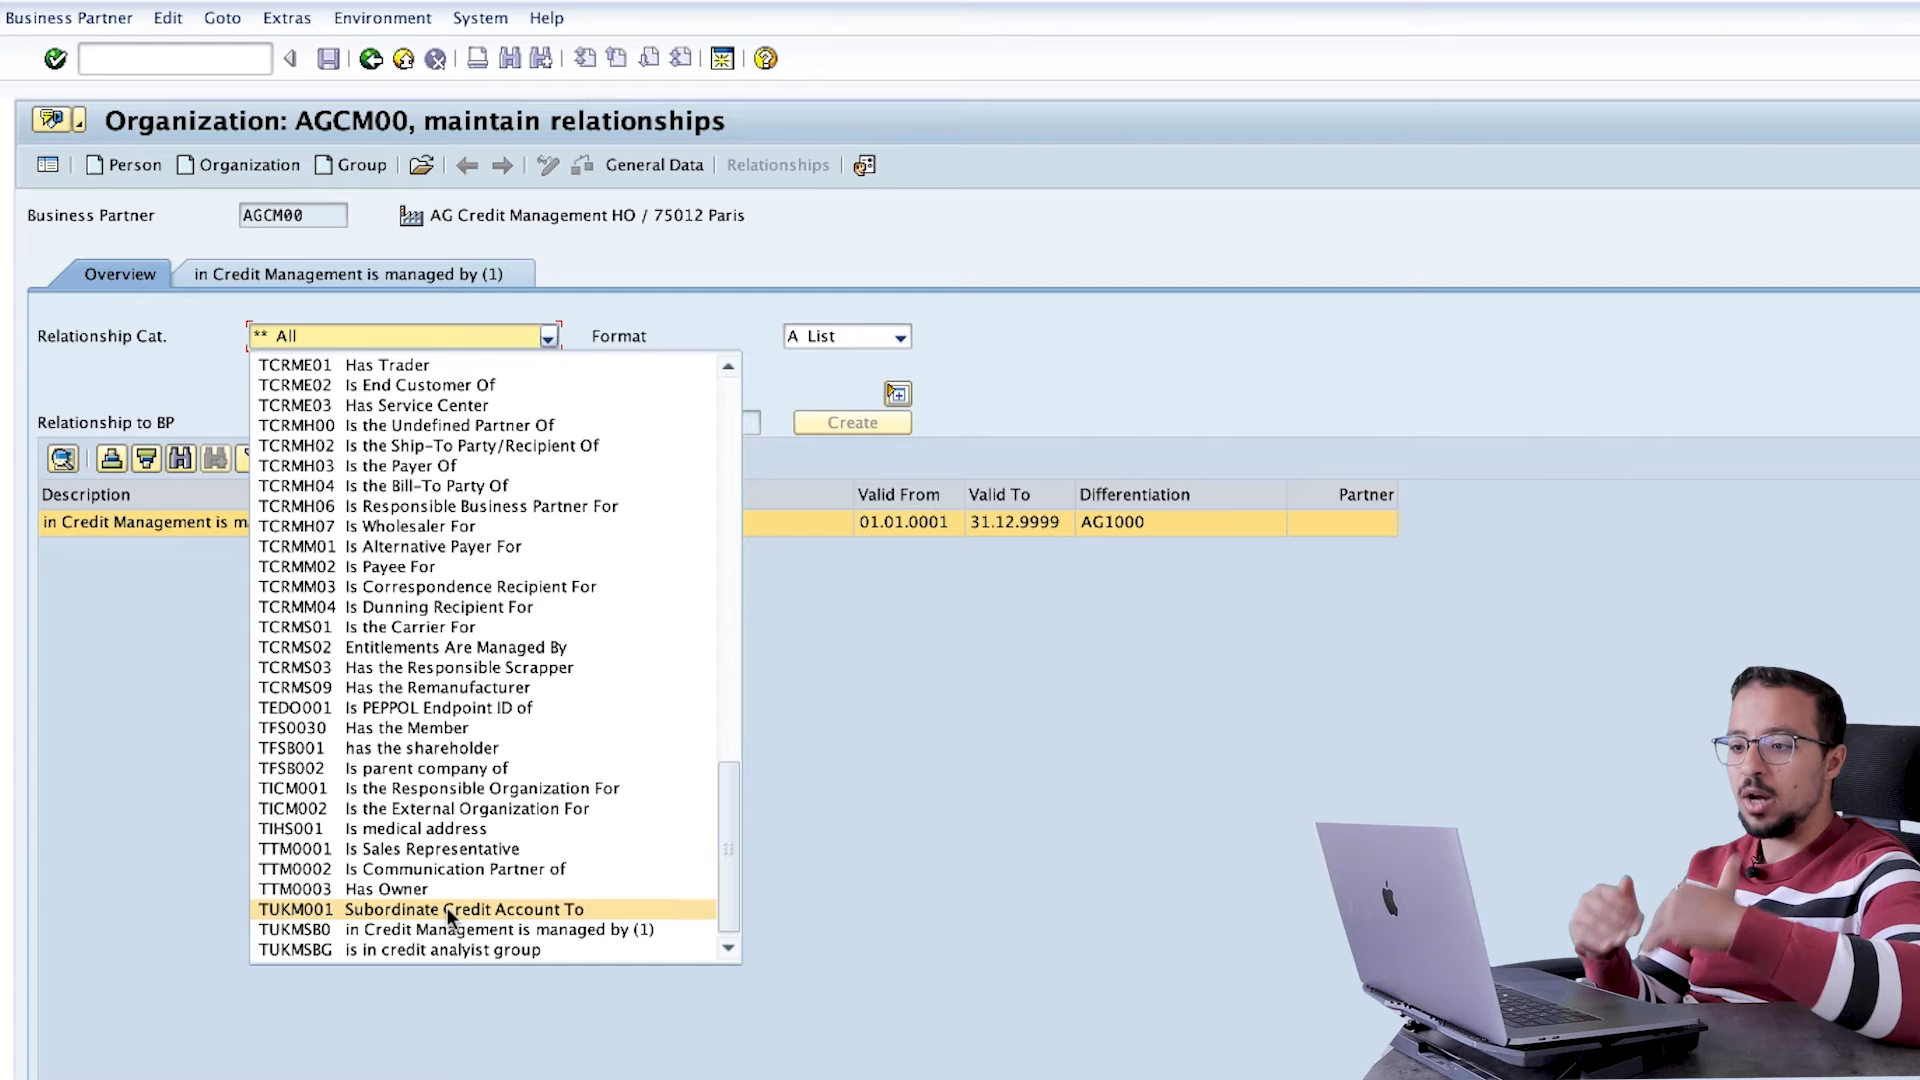 Business Partner Edit Goto Extras Environment System Help
Organization: AGCM00, maintain relationships
Person Organization Group General Data Relationships
Business Partner AGCM00 AG Credit Management HO / 75012 Paris
Overview in Credit Management is managed by (1)
Relationship Cat. ** All Format A List
TCRME01 Has Trader
TCRME02 Is End Customer Of
TCRME03 Has Service Center
Relationship to BP Create
TCRMH00 Is the Undefined Partner Of
TCRMH02 Is the Ship-To Party/Recipient Of
TCRMH03 Is the Payer Of
TCRMH04 Is the Bill-To Party Of
Description Valid From Valid To Differentiation Partner
TCRMH06 Is Responsible Business Partner For
in Credit Management is m 01.01.0001 31.12.9999 AG1000
TCRMH07 Is Wholesaler For
TCRMM01 Is Alternative Payer For
TCRMM02 Is Payee For
TCRMM03 Is Correspondence Recipient For
TCRMM04 Is Dunning Recipient For
TCRMS01 Is the Carrier For
TCRMS02 Entitlements Are Managed By
TCRMS03 Has the Responsible Scrapper
TCRMS09 Has the Remanufacturer
TEDO001 Is PEPPOL Endpoint ID of
TFS0030 Has the Member
TFSB001 has the shareholder
TFSB002 Is parent company of
TICM001 Is the Responsible Organization For
TICM002 Is the External Organization For
TIHS001 Is medical address
TTM0001 Is Sales Representative
TTM0002 Is Communication Partner of
TTM0003 Has Owner
TUKM001 Subordinate Credit Account To
TUKMSB0 in Credit Management is managed by (1)
TUKMSBG is in credit analyist group